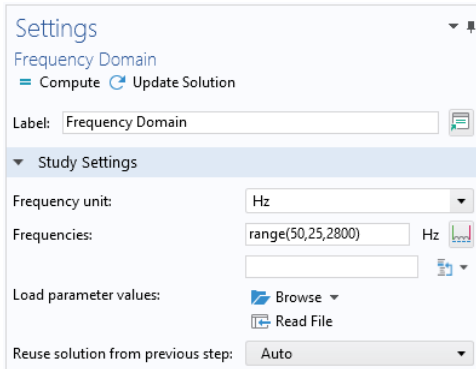 Settings
Frequency Domain
= Compute Update Solution
Label: Frequency Domain
Study Settings
Frequency unit: Hz
Frequencies: range(50,25,2800) Hz
Load parameter values: Browse
Read File
Reuse solution from previous step: Auto